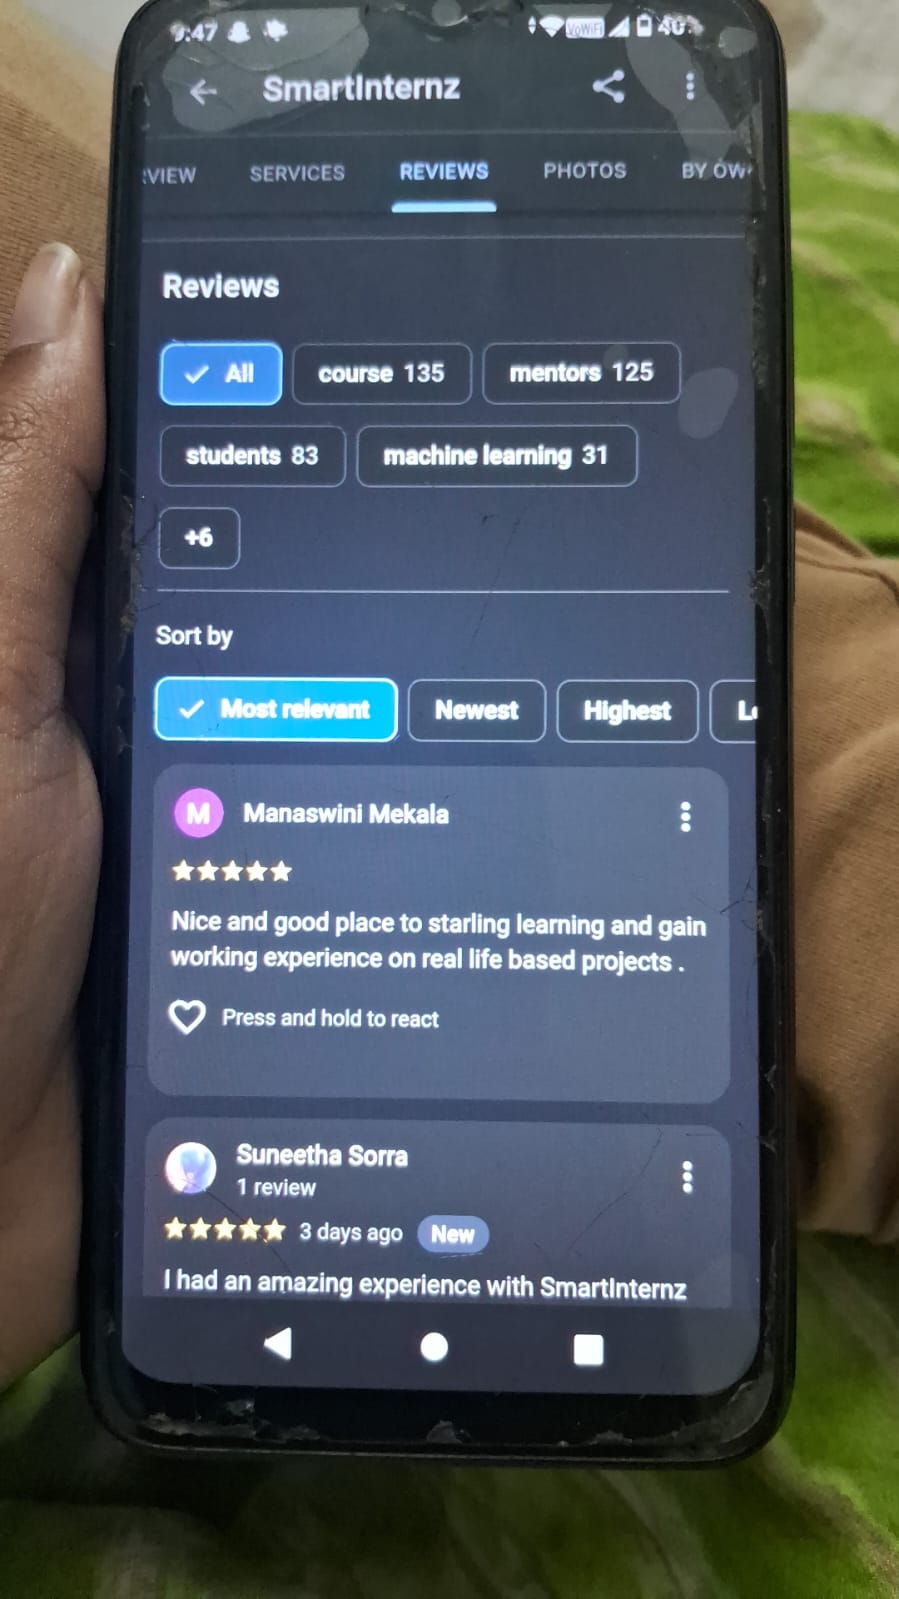 9:47 VoWiFi 40%
SmartInternz
VIEW SERVICES REVIEWS PHOTOS BY OW
Reviews
All course 135 mentors 125
students 83 machine learning 31
+6
Sort by
Most relevant Newest Highest
Manaswini Mekala
M
Nice and good place to starling learning and gain
working experience on real life based projects .
Press and hold to react
Suneetha Sorra
1 review
3 days ago New
I had an amazing experience with SmartInternz